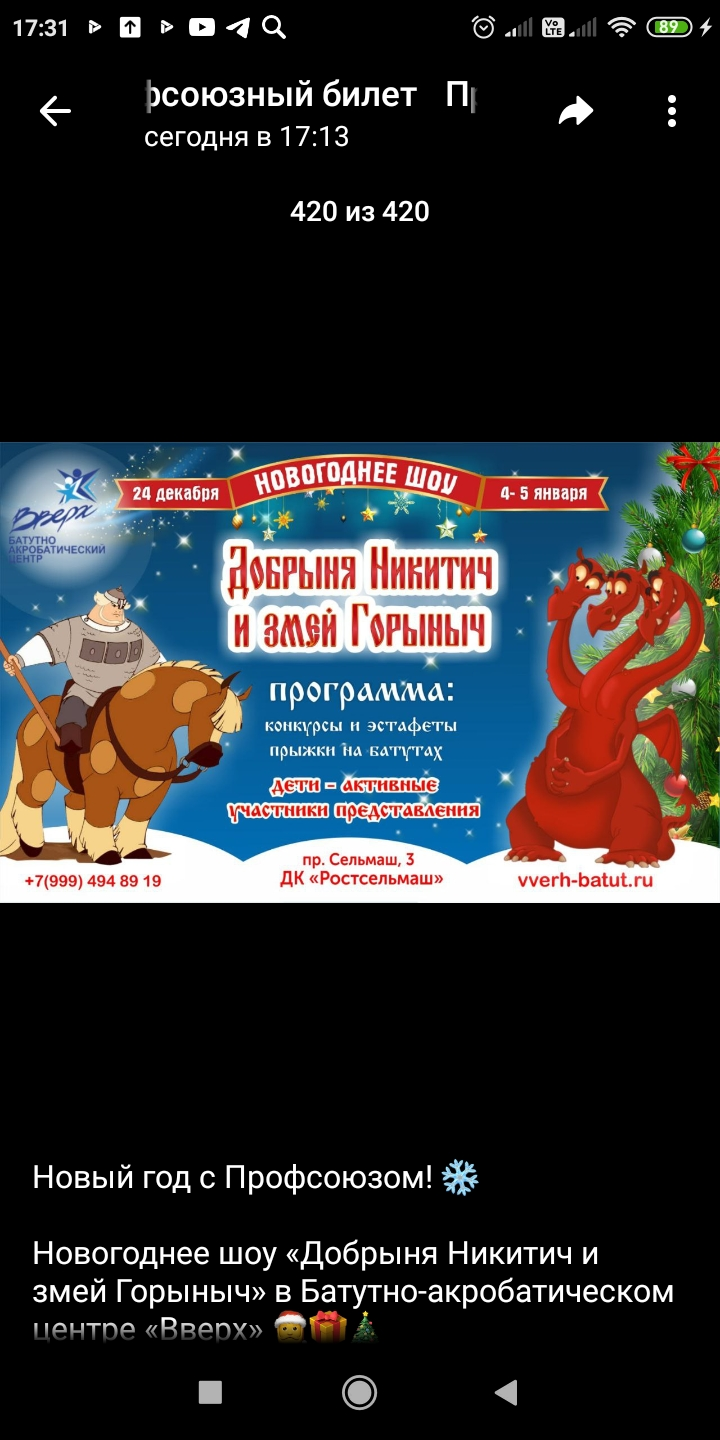 17:31
Vo LTE 89
фсоюзный билет П
сегодня в 17:13
420 из 420
Вверх
БАТУТНО
АКРОБАТИЧЕСКИЙ
ЦЕНТР
24 декабря
НОВОГОДНЕЕ ШОУ
4- 5 января
Добрыня Никитич
и змей Горыныч
программа:
конкурсы и эстафеты
прыжки на батутах
дети – активные
участники представления
+7(999) 494 89 19
пр. Сельмаш, 3
ДК «Ростсельмаш»
vverh-batut.ru
Новый год с Профсоюзом! ❄️
Новогоднее шоу «Добрыня Никитич и
змей Горыныч» в Батутно-акробатическом
центре «Вверх» 🎅🎁🎄